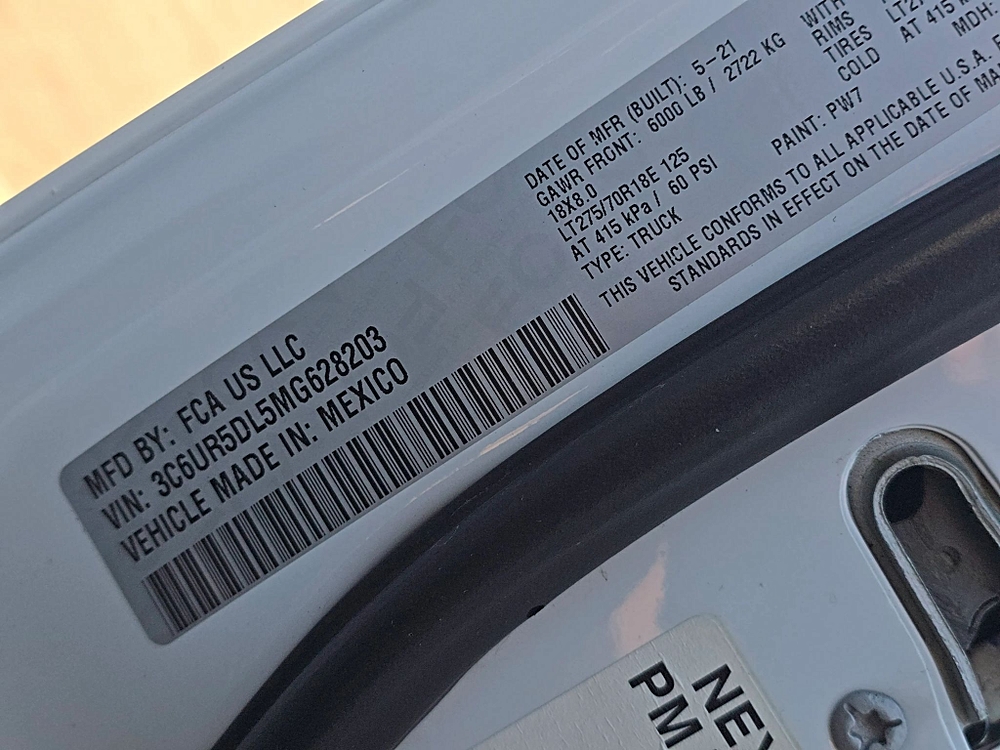 MFD BY: FCA US LLC
VIN: 3C6UR5DL5MG628203
VEHICLE MADE IN: MEXICO
DATE OF MFR (BUILT): 5-21
GAWR FRONT: 6000 LB / 2722 KG
18X8.0
LT275/70R18E 125
AT 415 kPa / 60 PSI
TYPE: TRUCK
PAINT: PW7
THIS VEHICLE CONFORMS TO ALL APPLICABLE U.S.A.
STANDARDS IN EFFECT ON THE DATE OF
WITH
RIMS
TIRES
COLD
AT 415
MDH:
PM